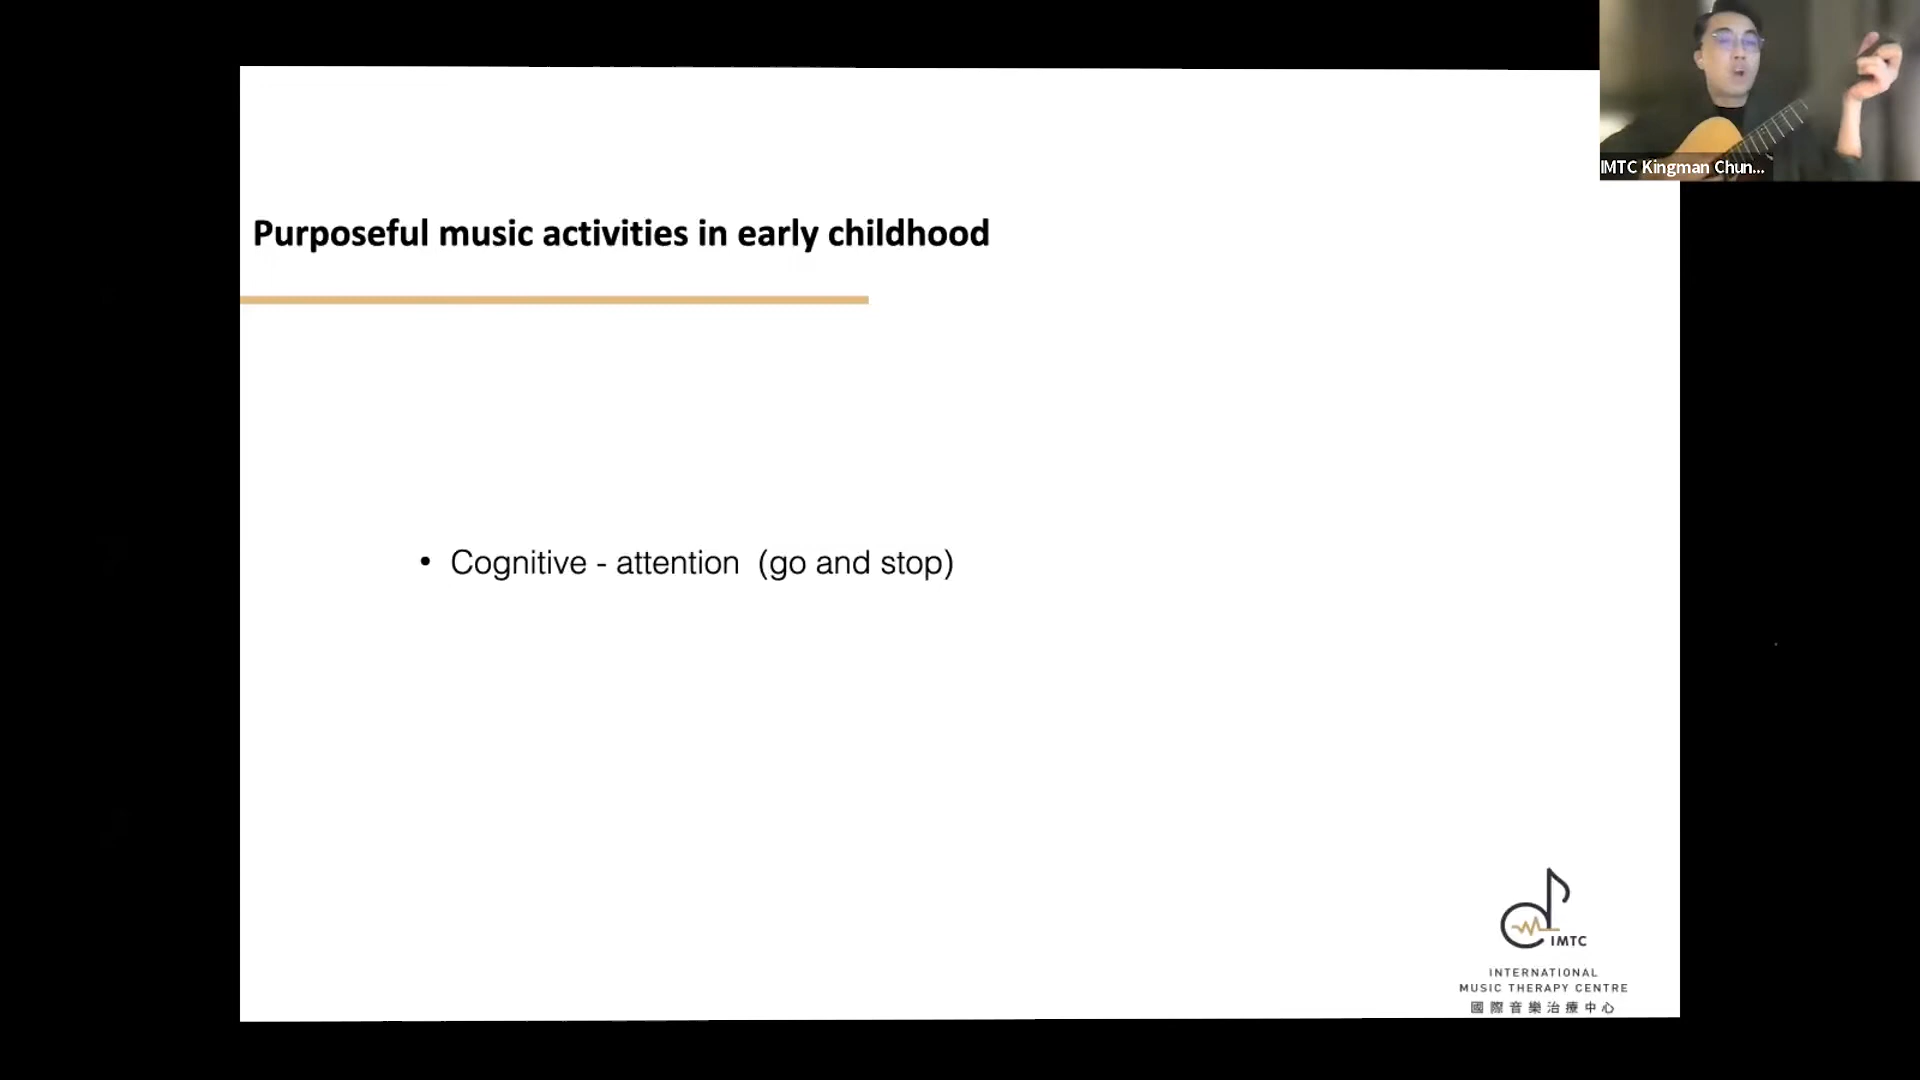 IMTC Kingman Chun...
Purposeful music activities in early childhood
• Cognitive - attention (go and stop)
IMTC
INTERNATIONAL
MUSIC THERAPY CENTRE
國際音樂治療中心